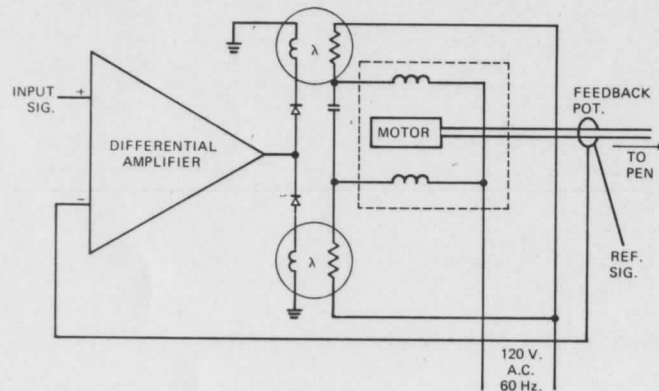 INPUT
SIG.
+
−
DIFFERENTIAL
AMPLIFIER
λ
λ
MOTOR
FEEDBACK
POT.
TO
PEN
REF.
SIG.
120 V.
A.C.
60 Hz.